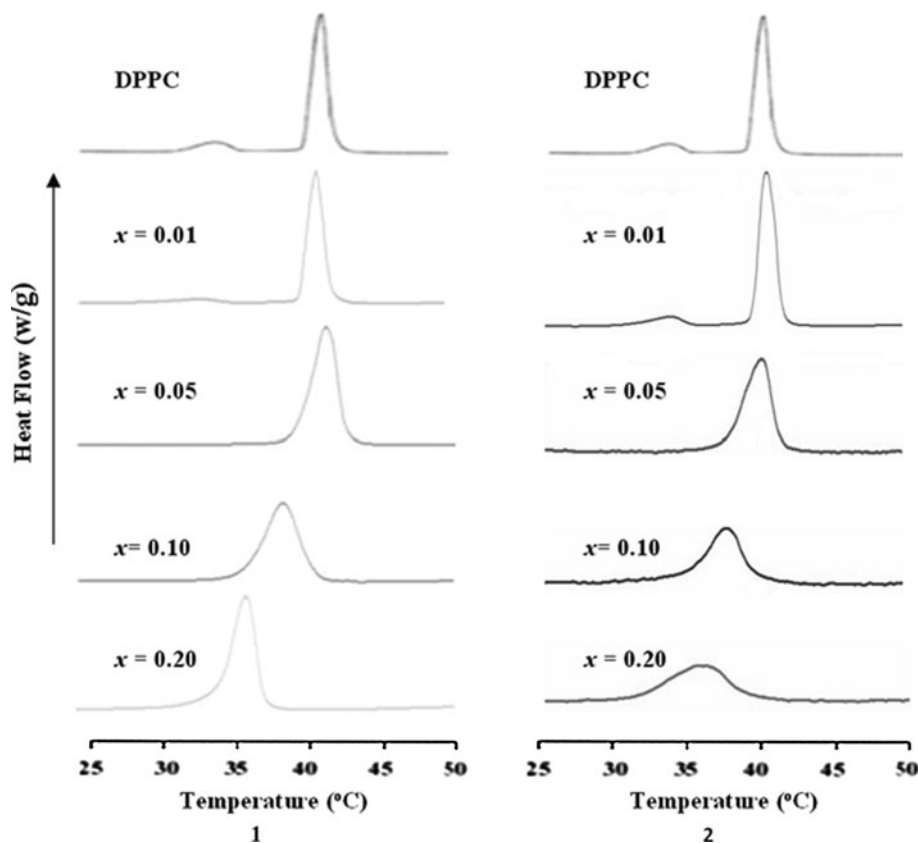 DPPC
x = 0.01
x = 0.05
x= 0.10
x = 0.20
Heat Flow (w/g)
25 30 35 40 45 50
Temperature (°C)
1
DPPC
x = 0.01
x = 0.05
x= 0.10
x = 0.20
25 30 35 40 45 50
Temperature (°C)
2